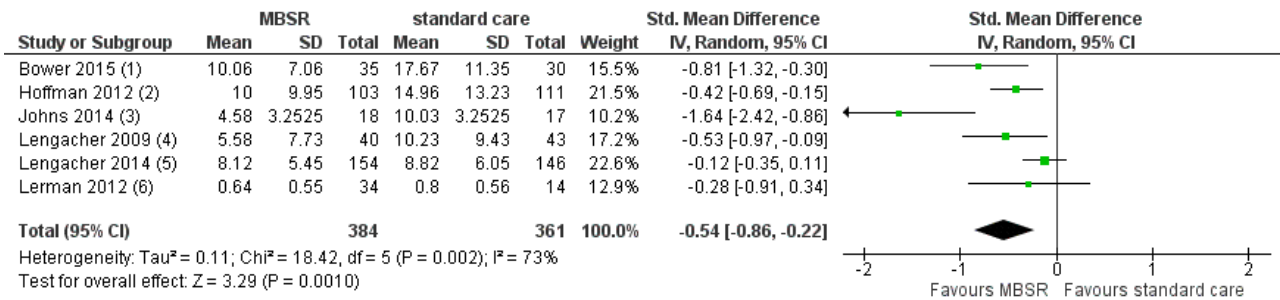 MBSR standard care Std. Mean Difference Std. Mean Difference
Study or Subgroup Mean SD Total Mean SD Total Weight IV, Random, 95% CI IV, Random, 95% CI
Bower 2015 (1) 10.06 7.06 35 17.67 11.35 30 15.5% -0.81 [-1.32, -0.30]
Hoffman 2012 (2) 10 9.95 103 14.96 13.23 111 21.5% -0.42 [-0.69, -0.15]
Johns 2014 (3) 4.58 3.2525 18 10.03 3.2525 17 10.2% -1.64 [-2.42, -0.86]
Lengacher 2009 (4) 5.58 7.73 40 10.23 9.43 43 17.2% -0.53 [-0.97, -0.09]
Lengacher 2014 (5) 8.12 5.45 154 8.82 6.05 146 22.6% -0.12 [-0.35, 0.11]
Lerman 2012 (6) 0.64 0.55 34 0.8 0.56 14 12.9% -0.28 [-0.91, 0.34]
Total (95% CI) 384 361 100.0% -0.54 [-0.86, -0.22]
Heterogeneity: Tau² = 0.11; Chi² = 18.42, df = 5 (P = 0.002); I² = 73%
Test for overall effect: Z = 3.29 (P = 0.0010)
-2 -1 0 1 2
Favours MBSR Favours standard care